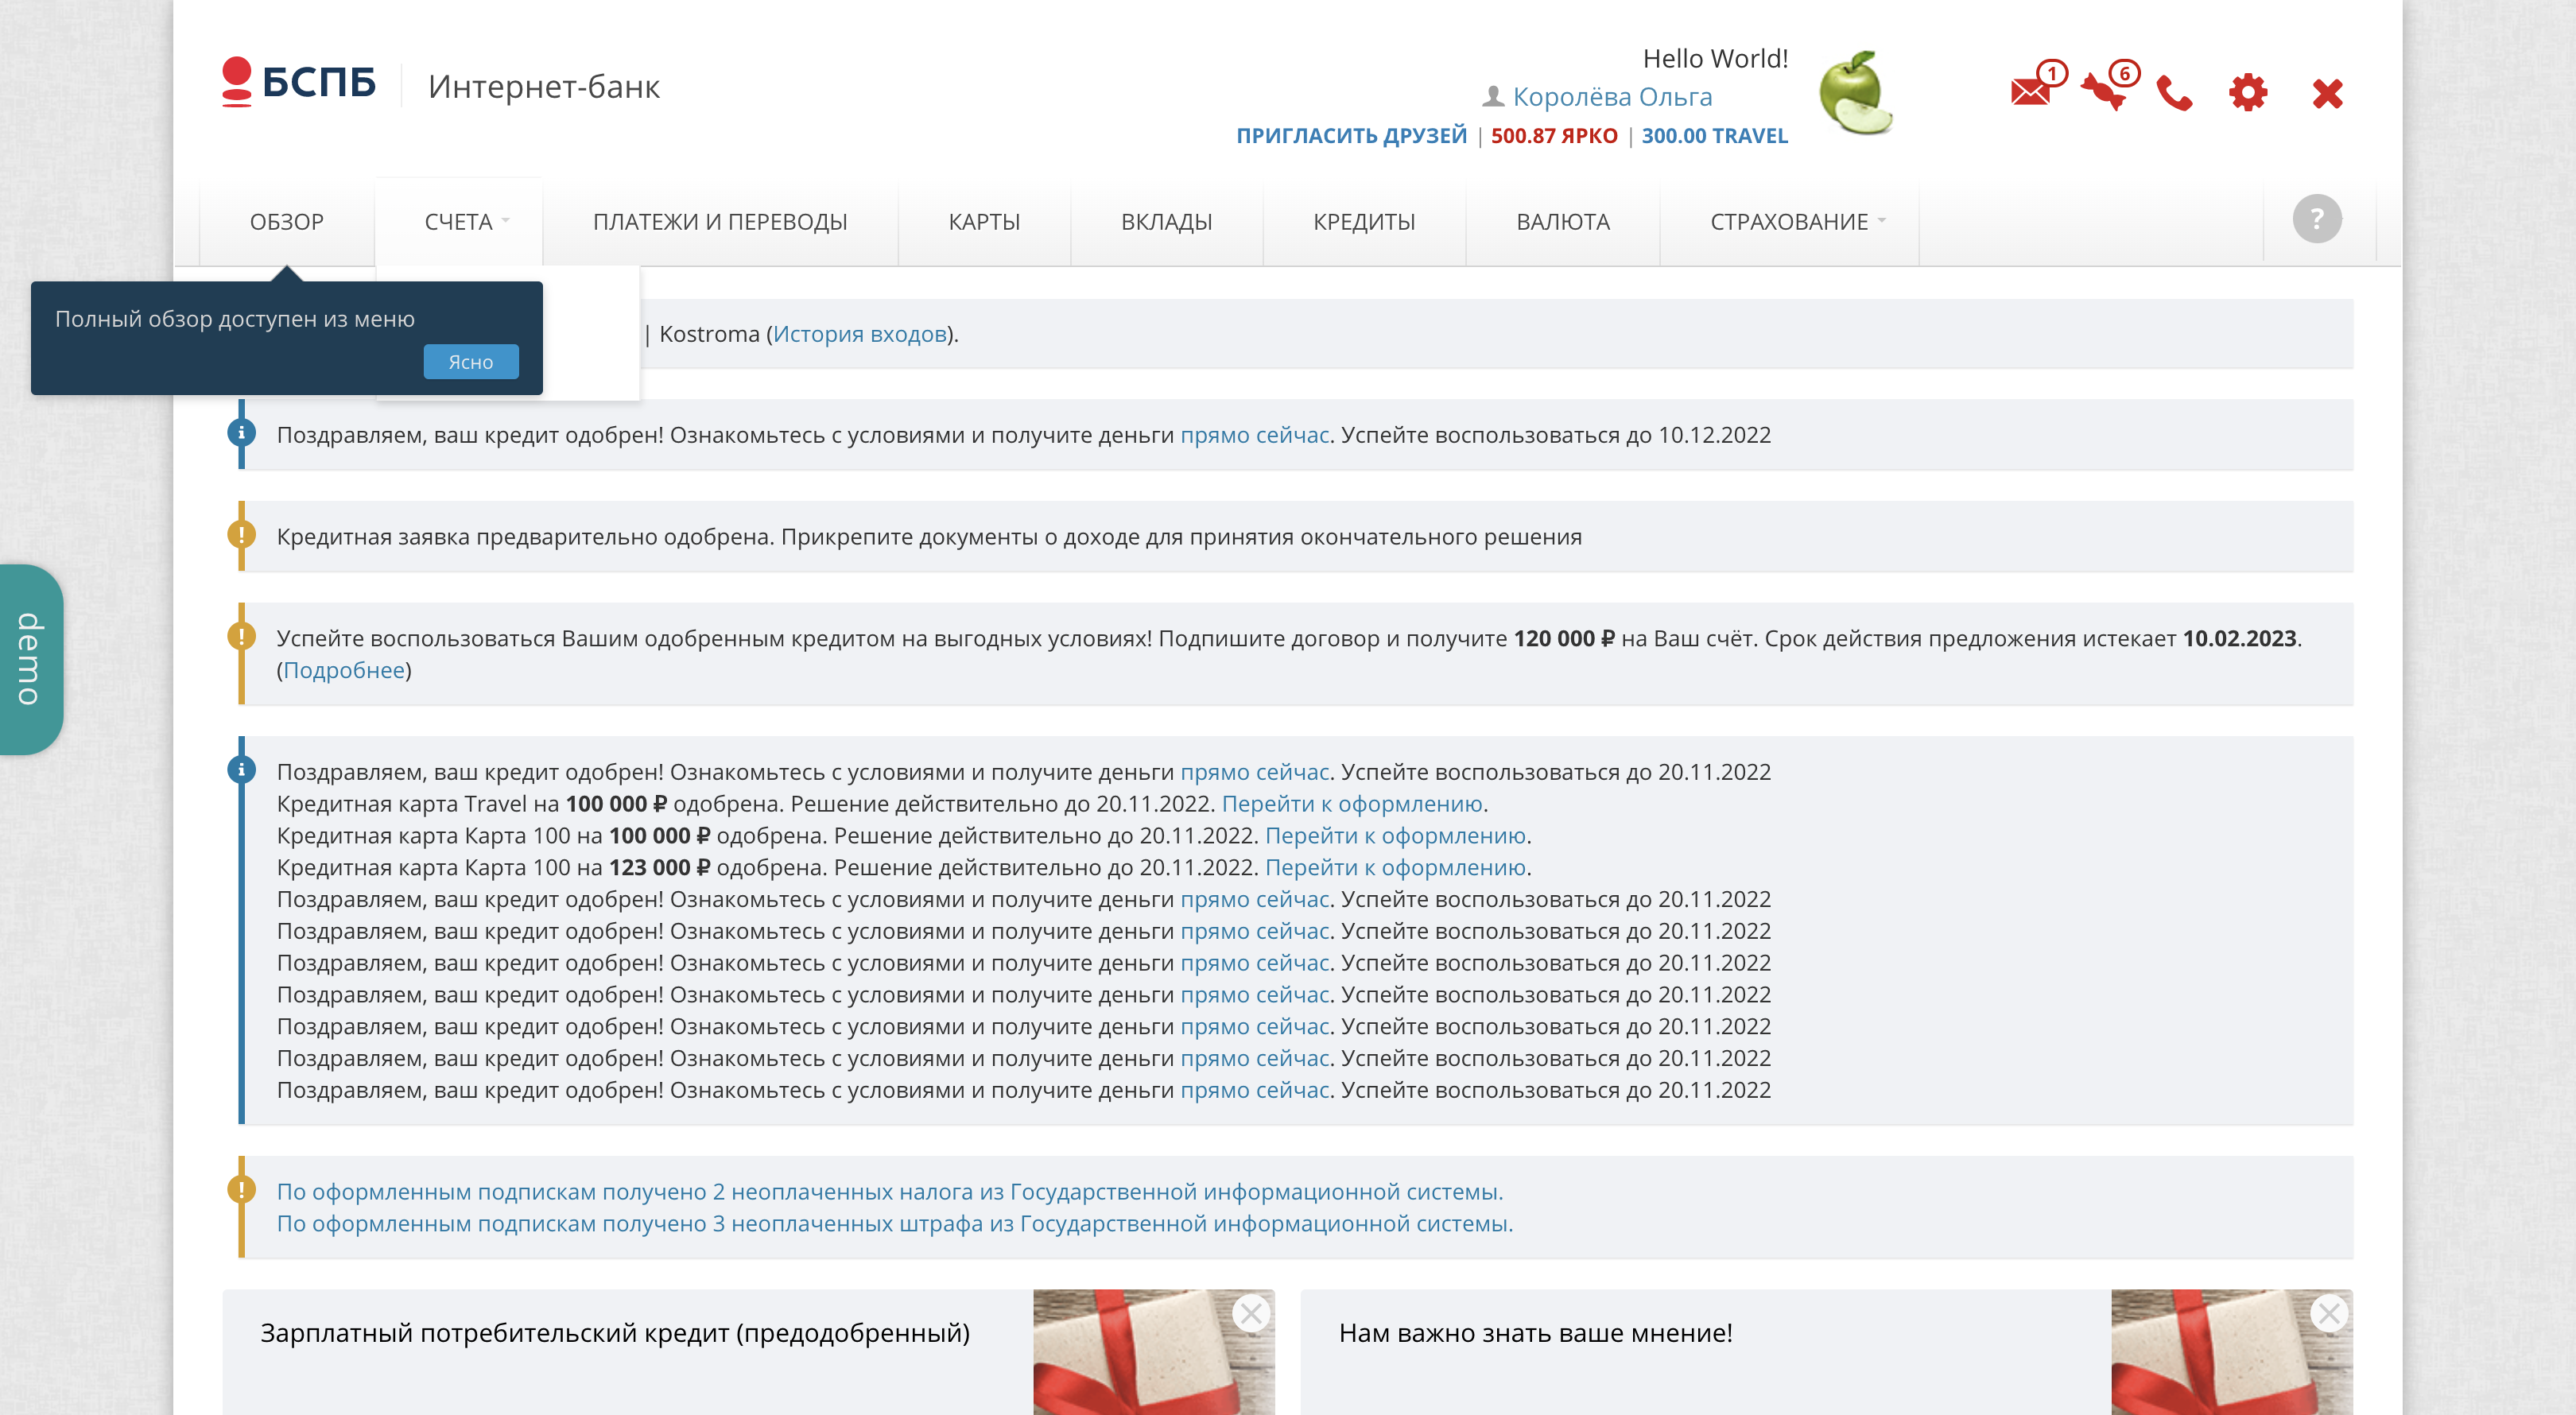 БСПБ
Интернет-банк
Hello World!
Королёва Ольга
ПРИГЛАСИТЬ ДРУЗЕЙ | 500.87 ЯРКО | 300.00 TRAVEL
1
6
ОБЗОР
СЧЕТА
ПЛАТЕЖИ И ПЕРЕВОДЫ
КАРТЫ
ВКЛАДЫ
КРЕДИТЫ
ВАЛЮТА
СТРАХОВАНИЕ
?
Полный обзор доступен из меню
Ясно
| Kostroma (История входов).
Поздравляем, ваш кредит одобрен! Ознакомьтесь с условиями и получите деньги прямо сейчас. Успейте воспользоваться до 10.12.2022
Кредитная заявка предварительно одобрена. Прикрепите документы о доходе для принятия окончательного решения
Успейте воспользоваться Вашим одобренным кредитом на выгодных условиях! Подпишите договор и получите 120 000 ₽ на Ваш счёт. Срок действия предложения истекает 10.02.2023.
(Подробнее)
demo
Поздравляем, ваш кредит одобрен! Ознакомьтесь с условиями и получите деньги прямо сейчас. Успейте воспользоваться до 20.11.2022
Кредитная карта Travel на 100 000 ₽ одобрена. Решение действительно до 20.11.2022. Перейти к оформлению.
Кредитная карта Карта 100 на 100 000 ₽ одобрена. Решение действительно до 20.11.2022. Перейти к оформлению.
Кредитная карта Карта 100 на 123 000 ₽ одобрена. Решение действительно до 20.11.2022. Перейти к оформлению.
Поздравляем, ваш кредит одобрен! Ознакомьтесь с условиями и получите деньги прямо сейчас. Успейте воспользоваться до 20.11.2022
Поздравляем, ваш кредит одобрен! Ознакомьтесь с условиями и получите деньги прямо сейчас. Успейте воспользоваться до 20.11.2022
Поздравляем, ваш кредит одобрен! Ознакомьтесь с условиями и получите деньги прямо сейчас. Успейте воспользоваться до 20.11.2022
Поздравляем, ваш кредит одобрен! Ознакомьтесь с условиями и получите деньги прямо сейчас. Успейте воспользоваться до 20.11.2022
Поздравляем, ваш кредит одобрен! Ознакомьтесь с условиями и получите деньги прямо сейчас. Успейте воспользоваться до 20.11.2022
Поздравляем, ваш кредит одобрен! Ознакомьтесь с условиями и получите деньги прямо сейчас. Успейте воспользоваться до 20.11.2022
Поздравляем, ваш кредит одобрен! Ознакомьтесь с условиями и получите деньги прямо сейчас. Успейте воспользоваться до 20.11.2022
По оформленным подпискам получено 2 неоплаченных налога из Государственной информационной системы.
По оформленным подпискам получено 3 неоплаченных штрафа из Государственной информационной системы.
Зарплатный потребительский кредит (предодобренный)
Нам важно знать ваше мнение!